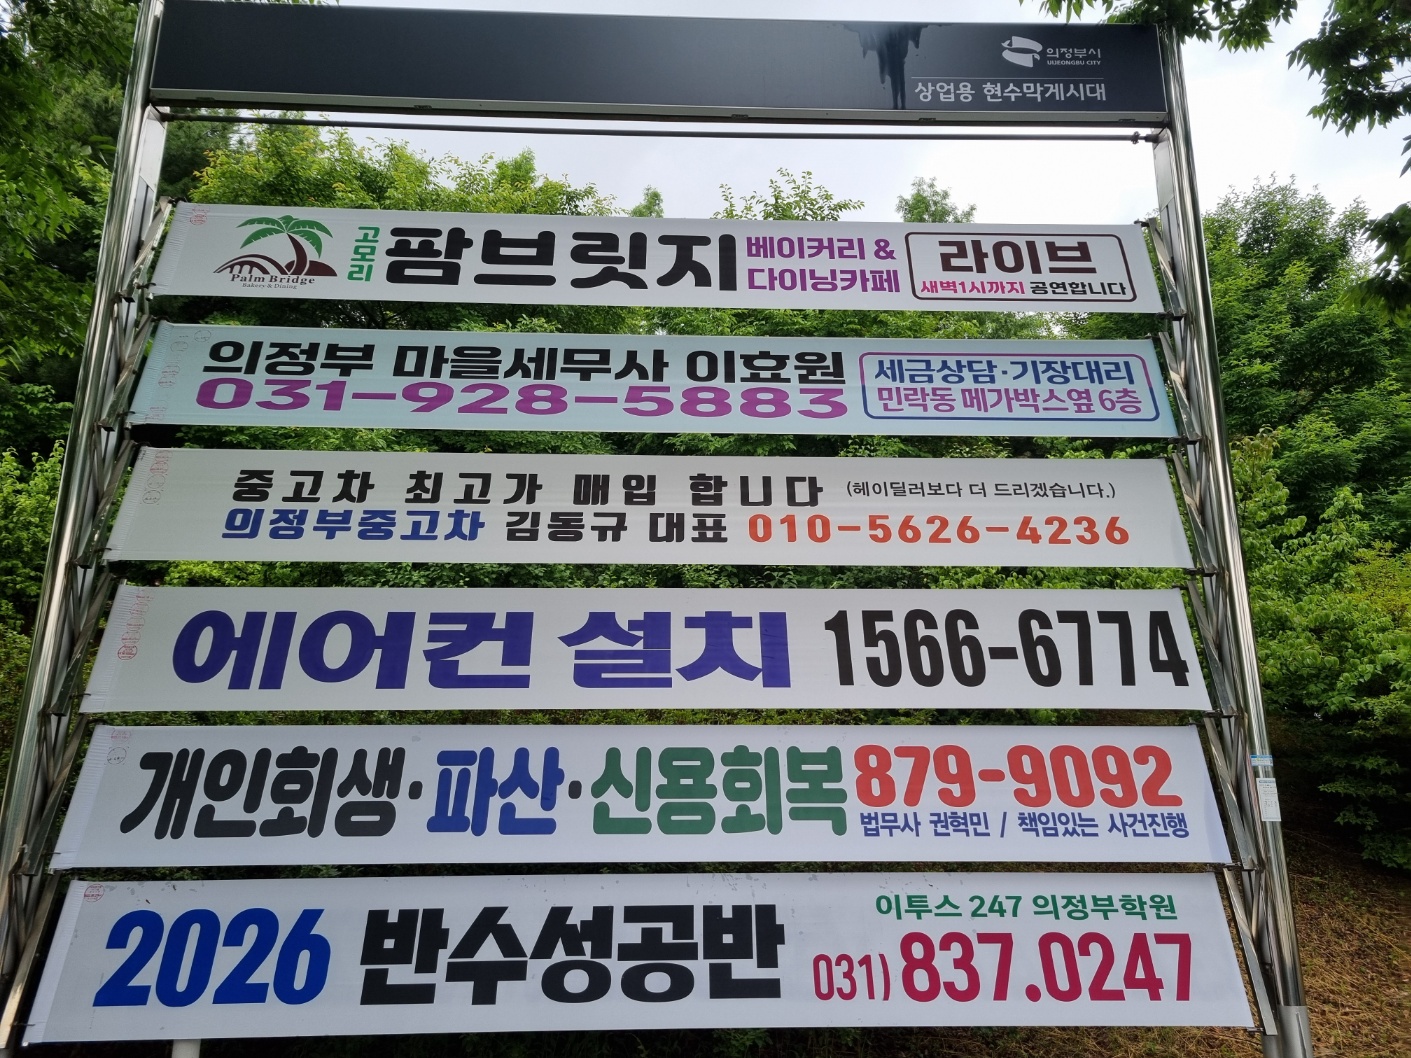 의정부시
UIJEONGBU CITY
상업용 현수막게시대
Palm Bridge
Bakery & Dining
고모리
팜브릿지
베이커리 &
다이닝카페
라이브
새벽1시까지 공연합니다
의정부 마을세무사 이효원
031-928-5883
세금상담·기장대리
민락동 메가박스옆 6층
중고차 최고가 매입 합니다 (헤이딜러보다 더 드리겠습니다.)
의정부중고차 김동규 대표 010-5626-4236
에어컨 설치 1566-6774
개인회생·파산·신용회복 879-9092
법무사 권혁민 / 책임있는 사건진행
2026 반수성공반
이투스 247 의정부학원
031) 837.0247